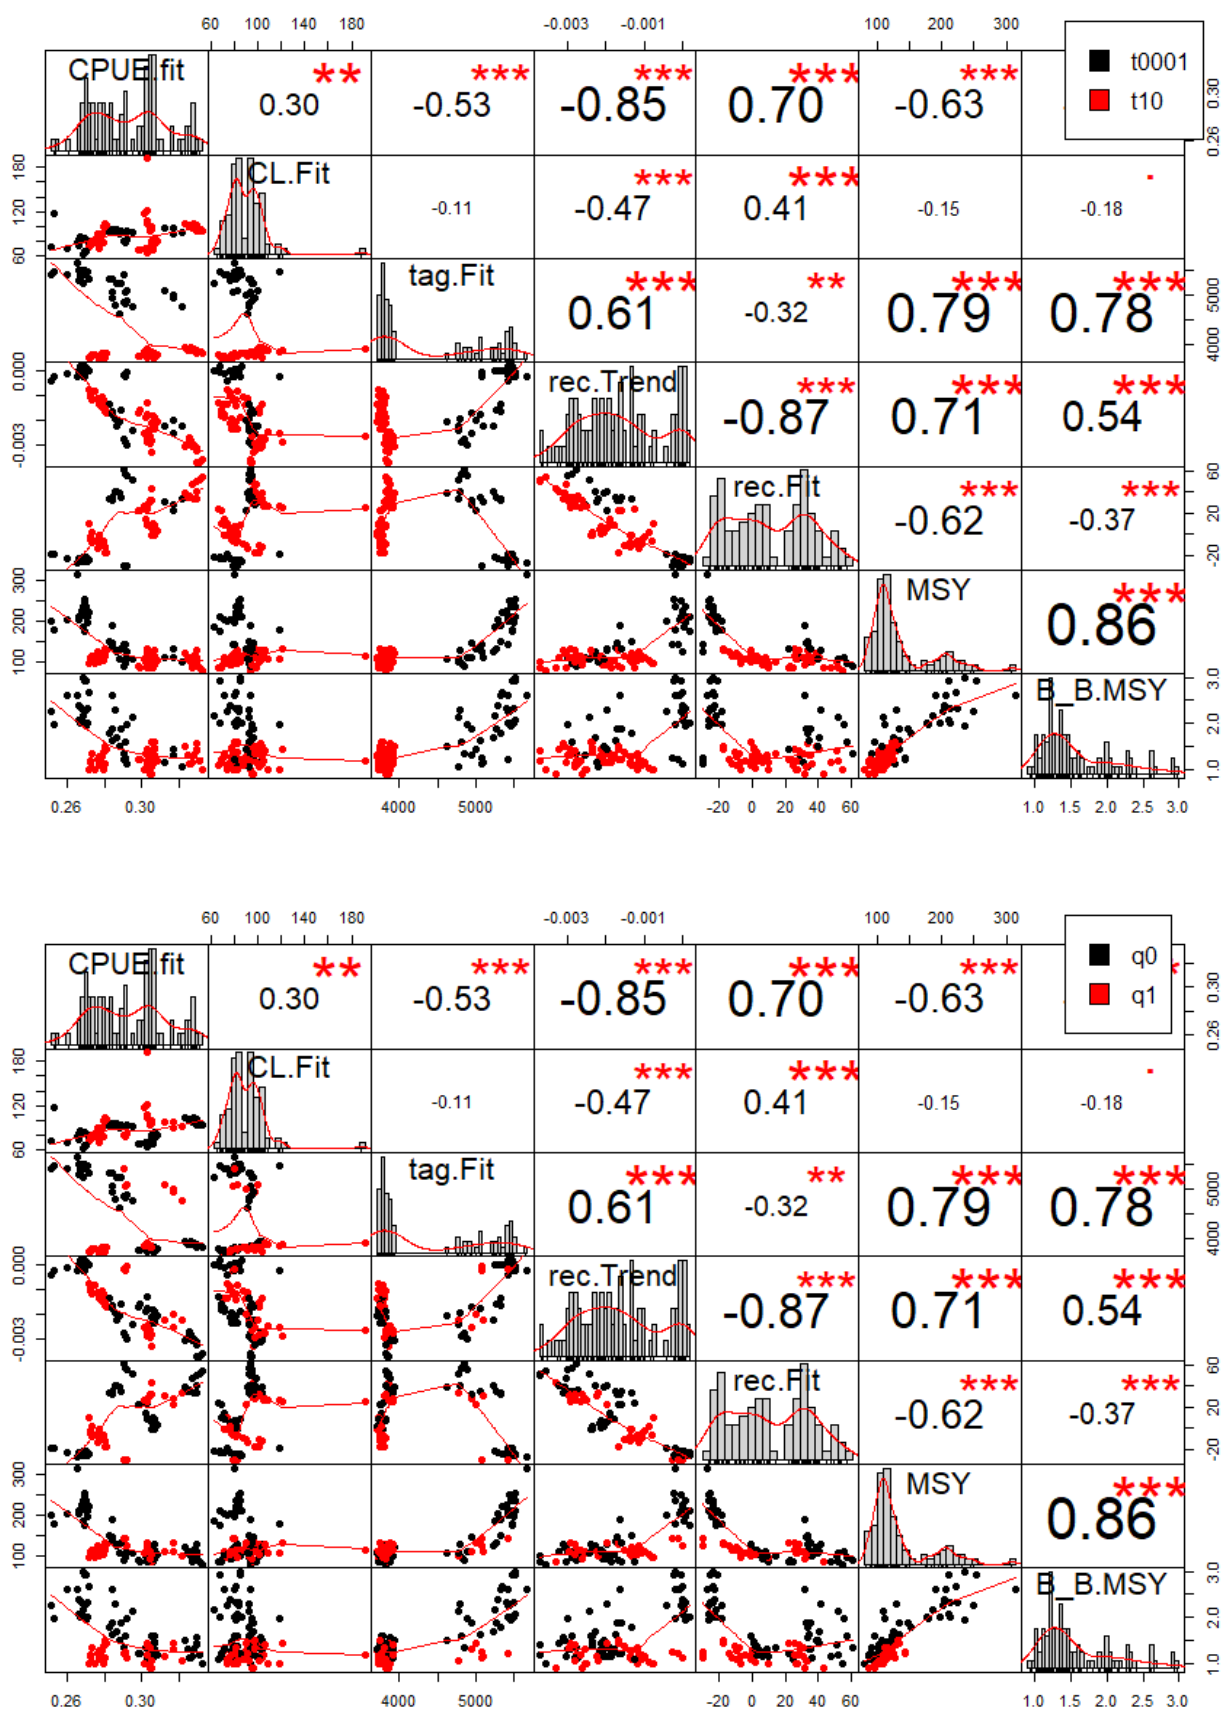 60 80 100 140 180 -0.003 -0.001 100 200 300
CPUE.fit 0.30 ** -0.53 *** -0.85 *** 0.70 *** -0.63 ***
t0001
t10
0.26 0.30
60 120 180
CL.Fit -0.11 -0.47 *** 0.41 *** -0.15 -0.18 .
tag.Fit 0.61 *** -0.32 ** 0.79 *** 0.78 ***
4000 5000
-0.003 0.000
rec.Trend -0.87 *** 0.71 *** 0.54 ***
rec.Fit -0.62 *** -0.37 ***
-20 20 60
100 200 300
MSY 0.86 ***
B_B.MSY
1.0 2.0 3.0
0.26 0.30 4000 5000 -20 0 20 40 60 1.0 1.5 2.0 2.5 3.0
60 80 100 140 180 -0.003 -0.001 100 200 300
CPUE.fit 0.30 ** -0.53 *** -0.85 *** 0.70 *** -0.63 ***
q0
q1
0.26 0.30
60 120 180
CL.Fit -0.11 -0.47 *** 0.41 *** -0.15 -0.18 .
tag.Fit 0.61 *** -0.32 ** 0.79 *** 0.78 ***
4000 5000
-0.003 0.000
rec.Trend -0.87 *** 0.71 *** 0.54 ***
rec.Fit -0.62 *** -0.37 ***
-20 20 60
100 200 300
MSY 0.86 ***
B_B.MSY
1.0 2.0 3.0
0.26 0.30 4000 5000 -20 0 20 40 60 1.0 1.5 2.0 2.5 3.0